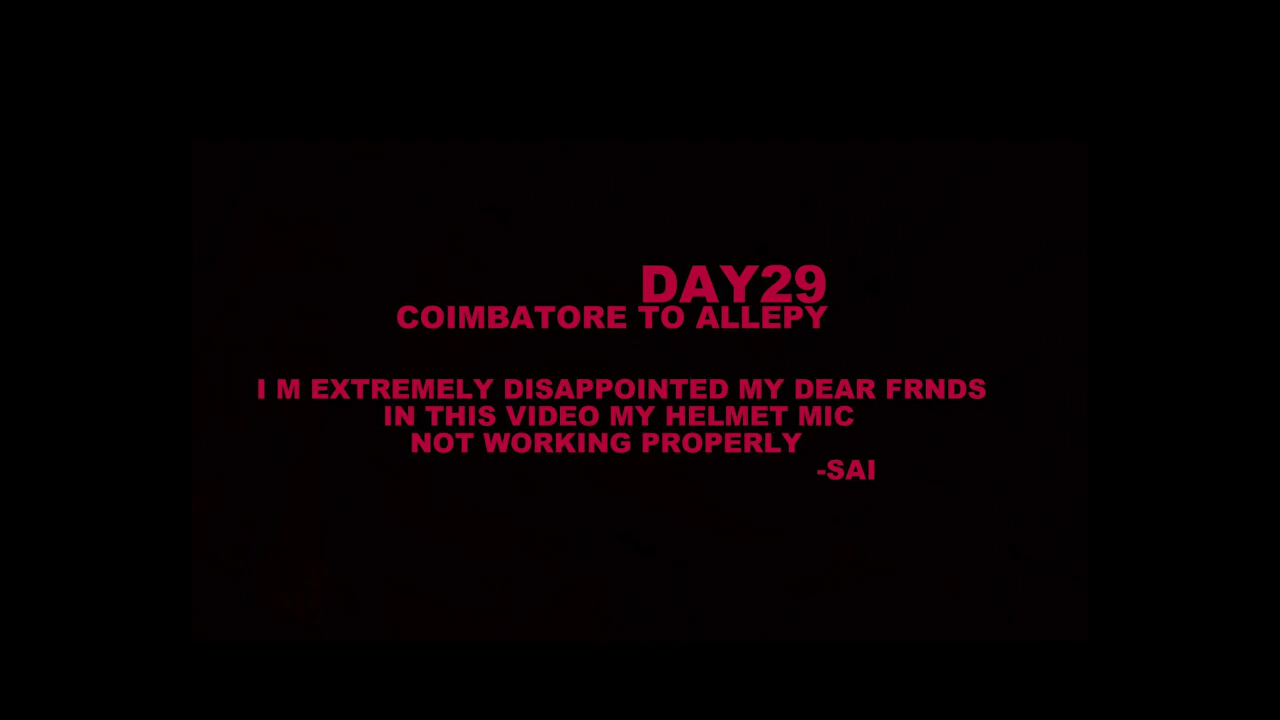 DAY29
COIMBATORE TO ALLEPY
I M EXTREMELY DISAPPOINTED MY DEAR FRNDS
IN THIS VIDEO MY HELMET MIC
NOT WORKING PROPERLY
-SAI